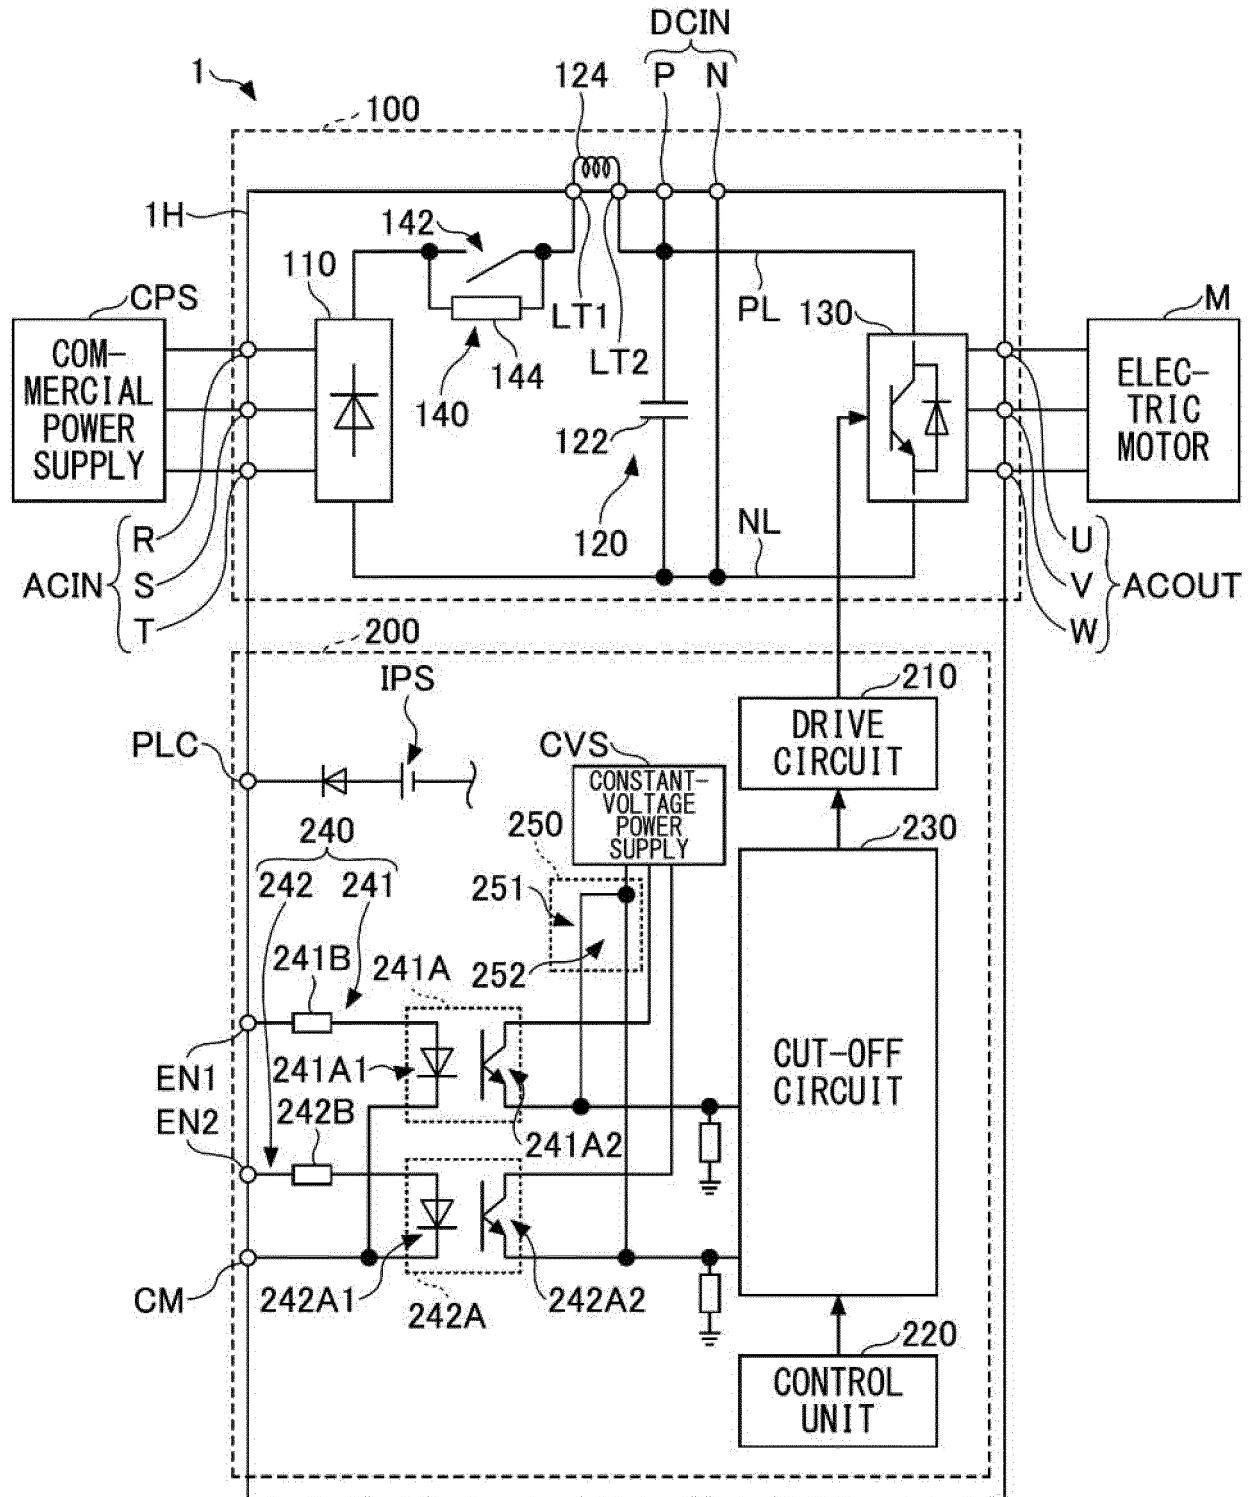 DCIN
P N
1
124
100
1H
142
110
CPS
LT1
PL
130
M
COM-
MERCIAL
POWER
SUPPLY
144
LT2
140
122
ELEC-
TRIC
MOTOR
R
S
T
ACIN
120
NL
U
V
W
ACOUT
200
IPS
210
PLC
CVS
DRIVE
CIRCUIT
CONSTANT-
VOLTAGE
POWER
SUPPLY
240
250
230
242 241
251
241B
241A
252
EN1
241A1
CUT-OFF
CIRCUIT
EN2
242B
241A2
CM
242A1
242A
242A2
220
CONTROL
UNIT